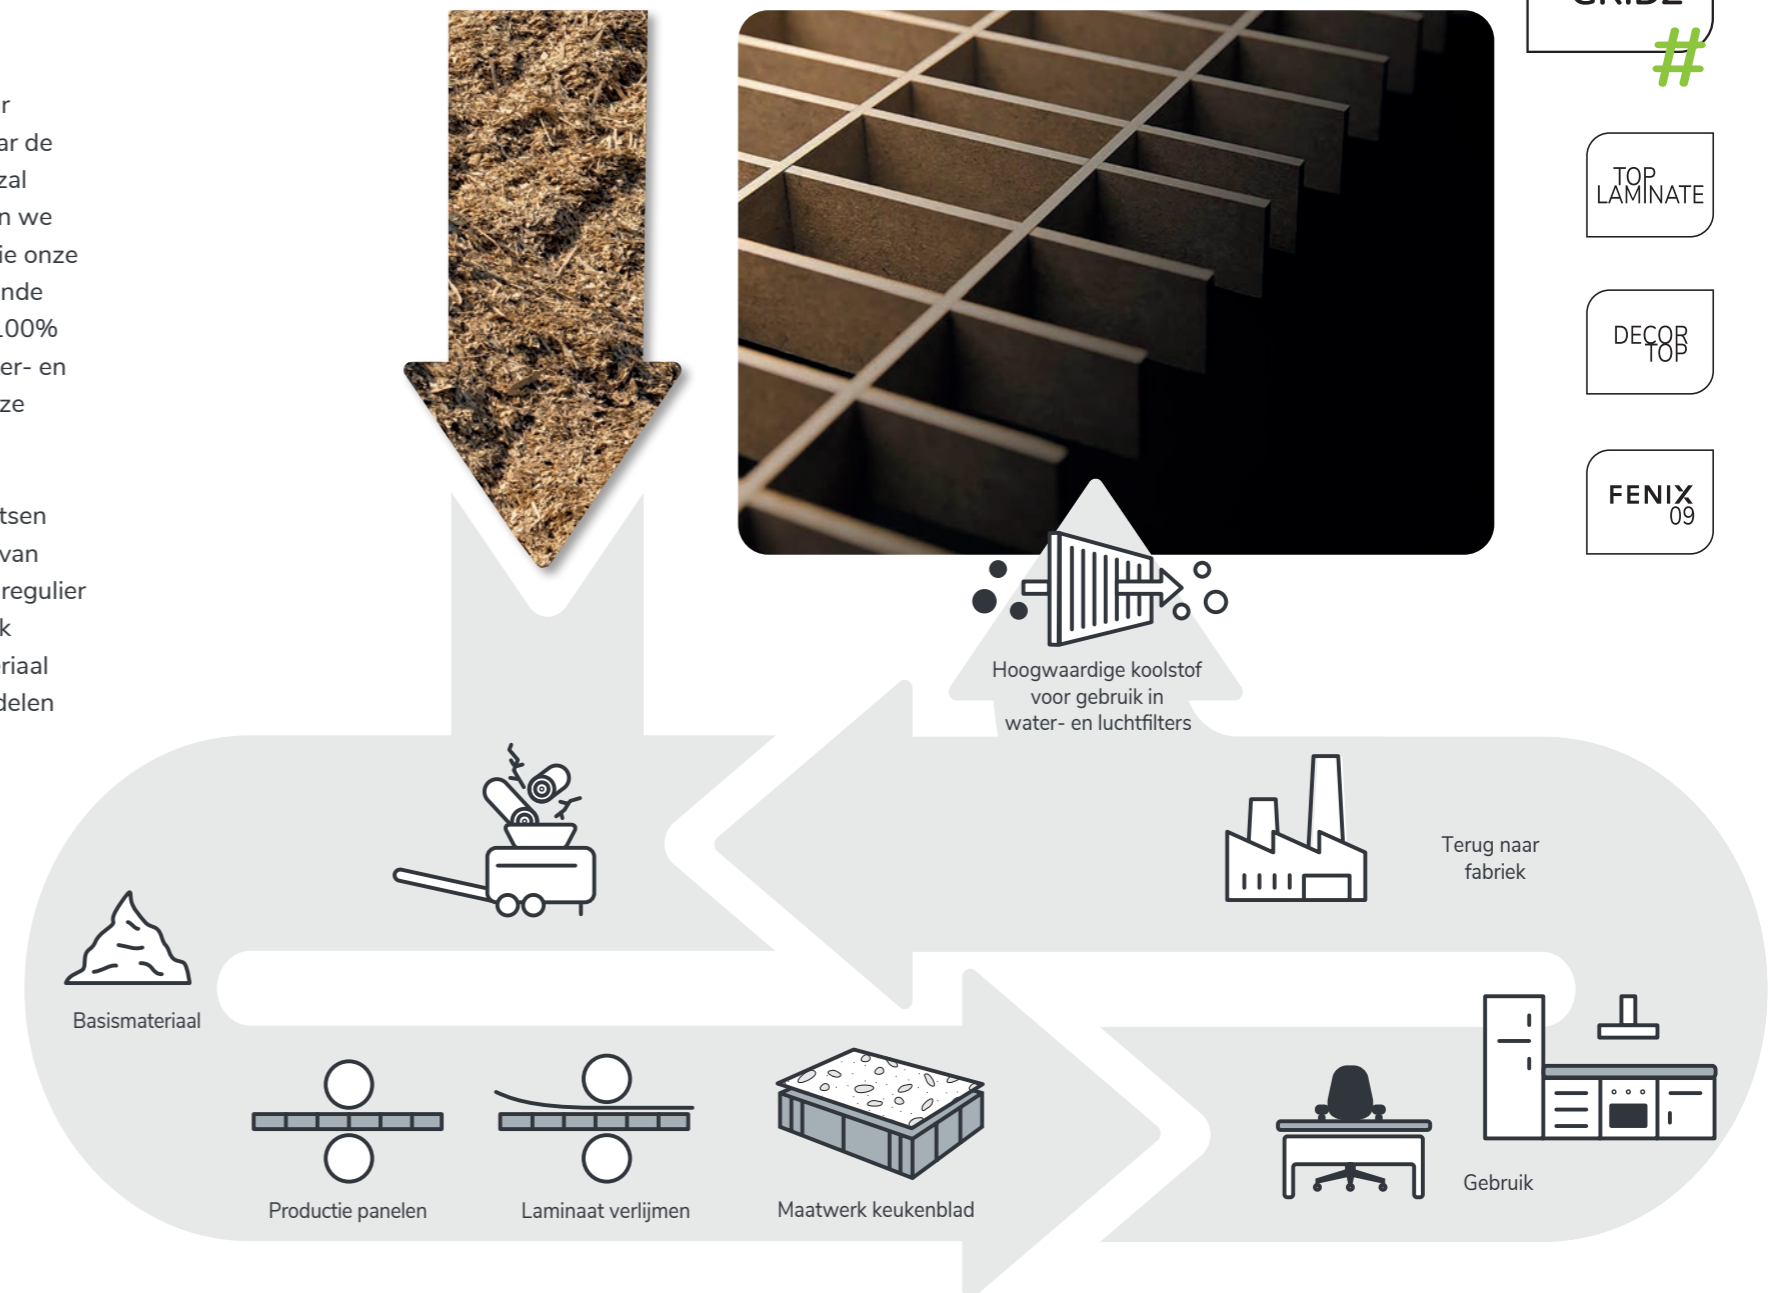 r
ar de
zal
n we
ie onze
nde
100%
er- en
ze
tsen
van
regulier
k
riaal
delen
#
TOP
LAMINATE
DECOR
TOP
FENIX
09
Hoogwaardige koolstof
voor gebruik in
water- en luchtfilters
Terug naar
fabriek
Basismateriaal
Productie panelen
Laminaat verlijmen
Maatwerk keukenblad
Gebruik